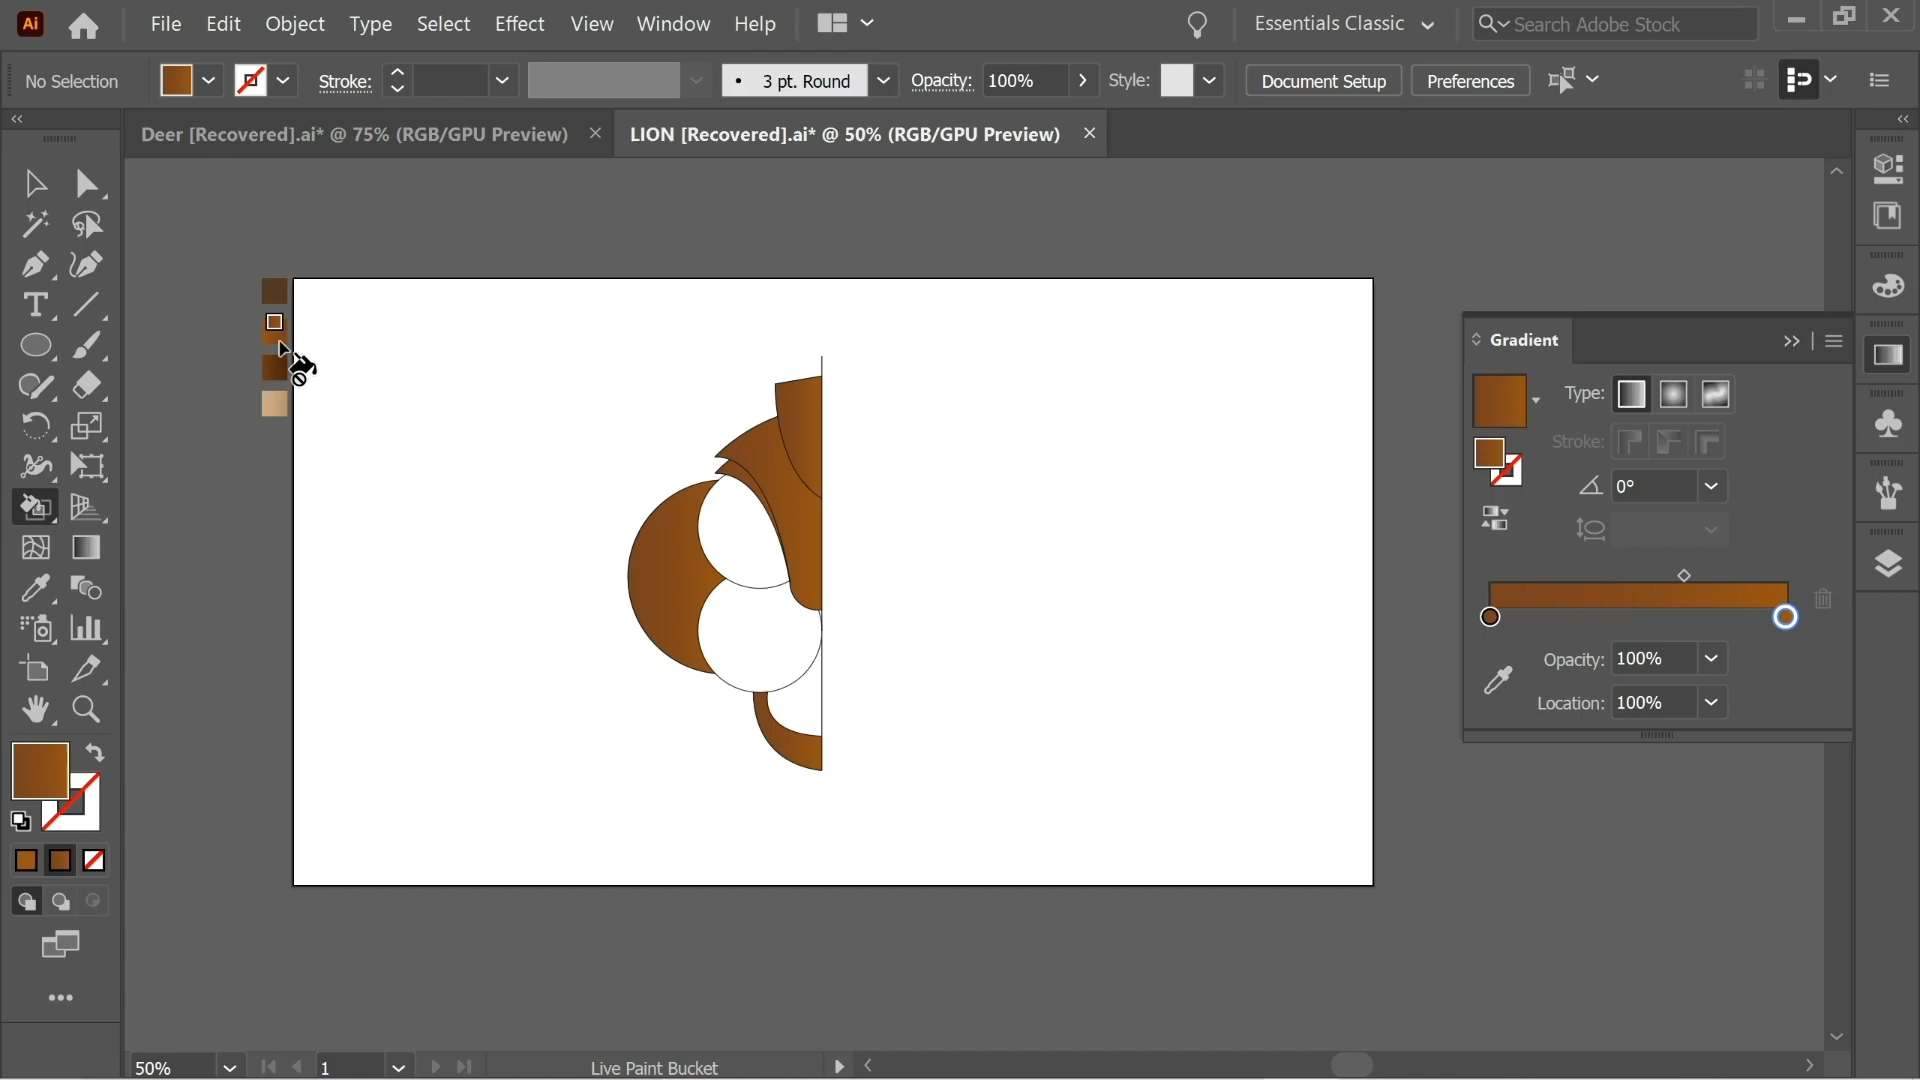 Ai File Edit Object Type Select Effect View Window Help Essentials Classic Search Adobe Stock
No Selection Stroke: 3 pt. Round Opacity: 100% Style: Document Setup Preferences
Deer [Recovered].ai* @ 75% (RGB/GPU Preview) LION [Recovered].ai* @ 50% (RGB/GPU Preview)
Gradient
Type:
Stroke:
0°
Opacity: 100%
Location: 100%
50% 1 Live Paint Bucket